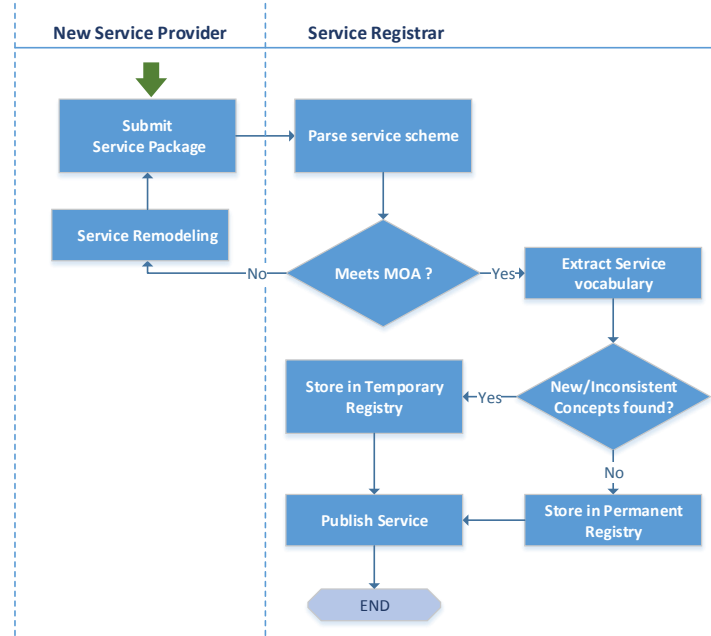 New Service Provider
Service Registrar
Submit
Service Package
Parse service scheme
Service Remodeling
No
Meets MOA ?
Yes
Extract Service
vocabulary
Store in Temporary
Registry
Yes
New/Inconsistent
Concepts found?
No
Publish Service
Store in Permanent
Registry
END